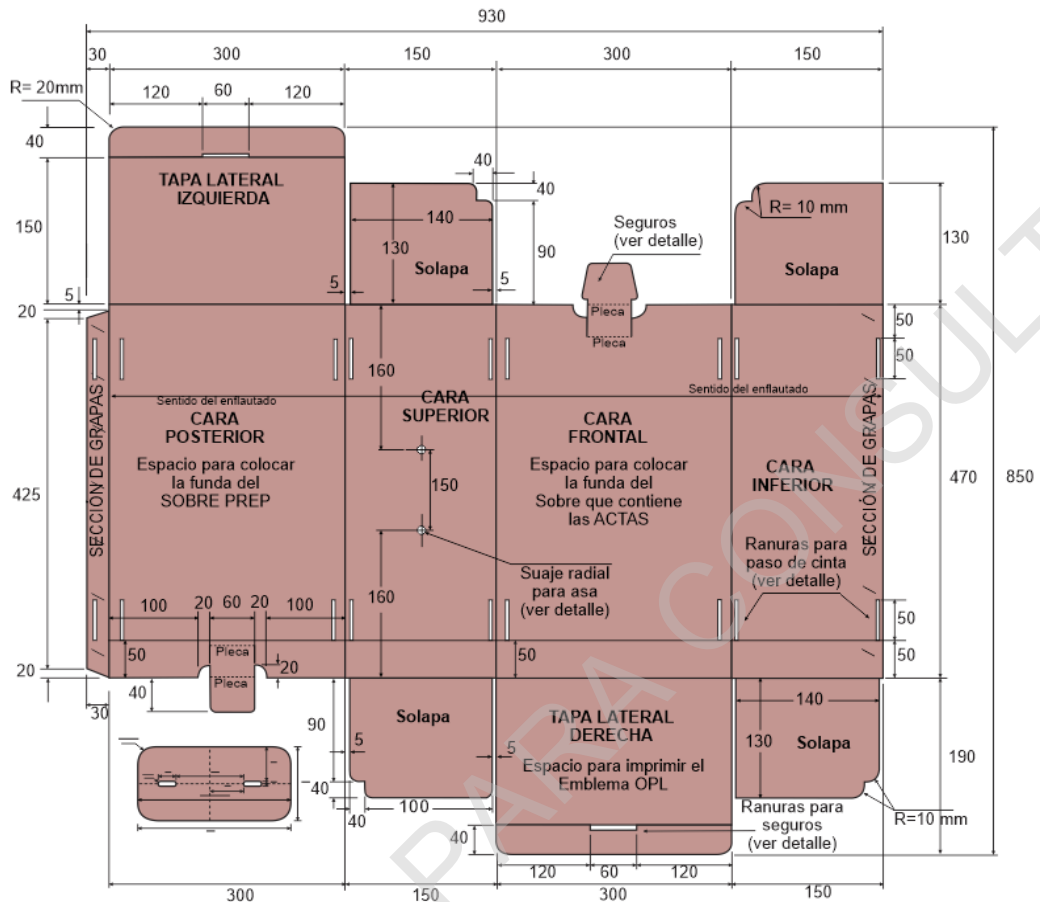 930
30
300
150
300
150
R= 20mm
120
60
120
40
TAPA LATERAL
IZQUIERDA
150
40
40
140
130
90
Solapa
5
5
Seguros
(ver detalle)
R= 10 mm
130
Solapa
5
20
Pleca
Pleca
50
50
160
Sentido del enflautado
Sentido del enflautado
SECCIÓN DE GRAPAS
CARA
POSTERIOR
Espacio para colocar
la funda del
SOBRE PREP
CARA
SUPERIOR
CARA
FRONTAL
Espacio para colocar
la funda del
Sobre que contiene
las ACTAS
CARA
INFERIOR
SECCIÓN DE GRAPAS
425
150
470
850
Suaje radial
para asa
(ver detalle)
Ranuras para
paso de cinta
(ver detalle)
160
100
20
60
20
100
50
50
50
50
Pleca
Pleca
20
20
40
30
90
Solapa
5
5
40
40
100
TAPA LATERAL
DERECHA
Espacio para imprimir el
Emblema OPL
140
130
Solapa
190
R=10 mm
Ranuras para
seguros
(ver detalle)
40
120
60
120
300
150
300
150
PARA CONSULT